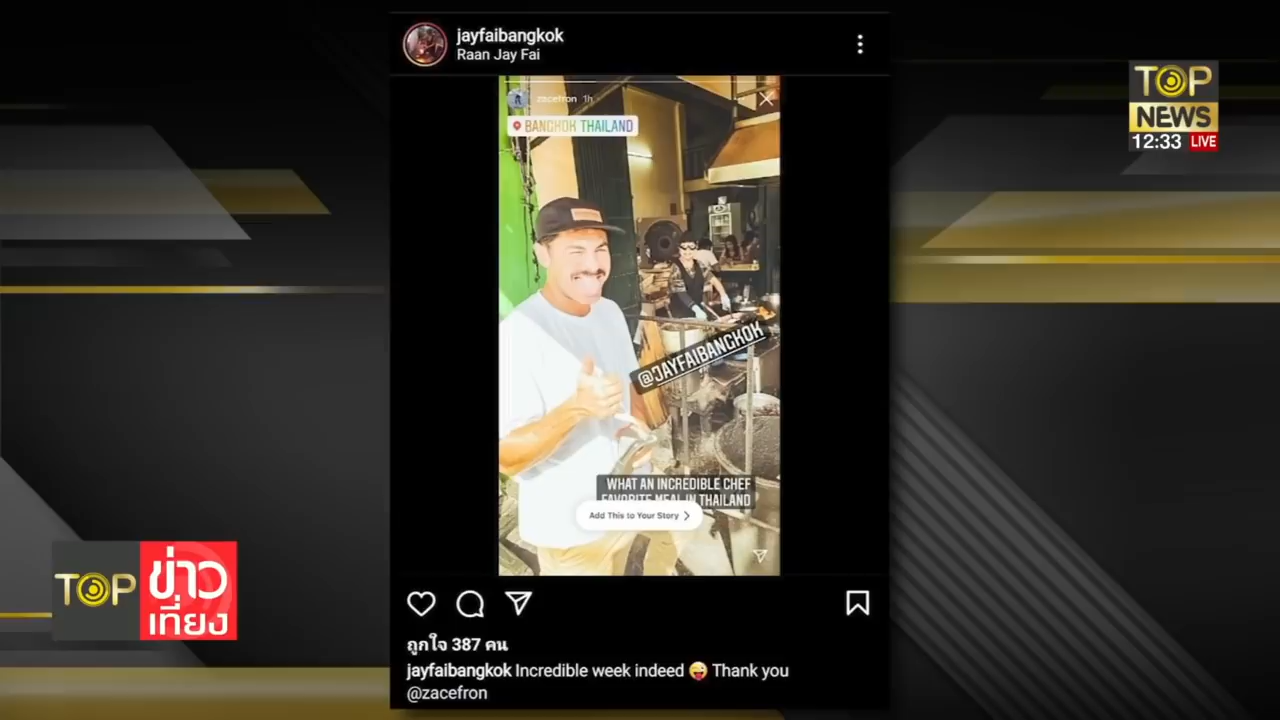 jayfaibangkok
Raan Jay Fai
zacefron 1h
BANGKOK THAILAND
@JAYFAIBANGKOK
WHAT AN INCREDIBLE CHEF
FAVORITE MEAL IN THAILAND
Add This to Your Story
ถูกใจ 387 คน
jayfaibangkok Incredible week indeed 😜 Thank you
@zacefron
TOP
NEWS
12:33 LIVE
TOP
ข่าว
เที่ยง